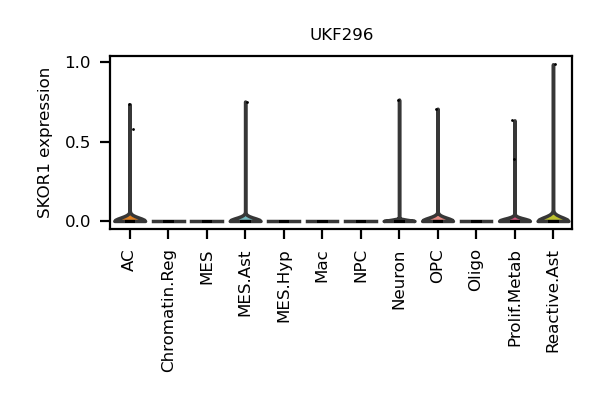 UKF296
SKOR1 expression
1.0
0.5
0.0
AC
Chromatin.Reg
MES
MES.Ast
MES.Hyp
Mac
NPC
Neuron
OPC
Oligo
Prolif.Metab
Reactive.Ast